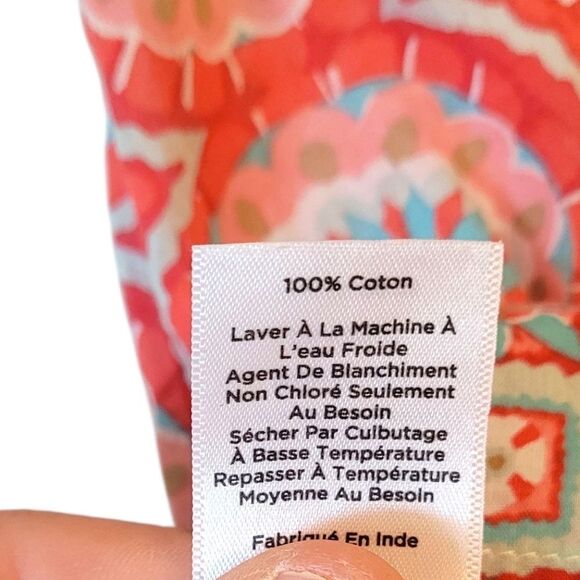 100% Coton
Laver À La Machine À
L'eau Froide
Agent De Blanchiment
Non Chloré Seulement
Au Besoin
Sécher Par Culbutage
À Basse Température
Repasser À Température
Moyenne Au Besoin
Fabriqué En Inde